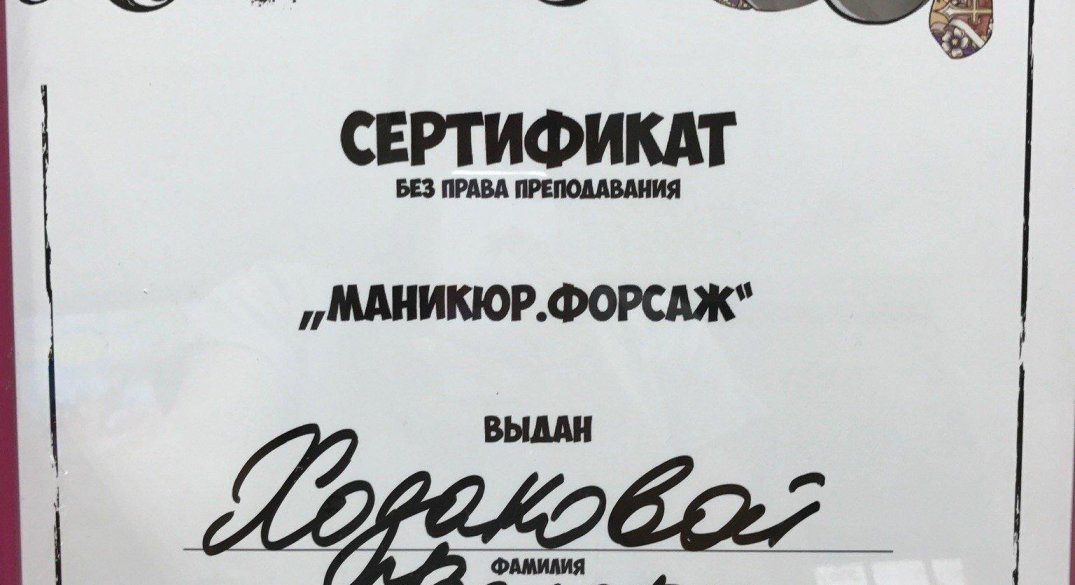 СЕРТИФИКАТ
БЕЗ ПРАВА ПРЕПОДАВАНИЯ
„МАНИКЮР.ФОРСАЖ“
ВЫДАН
Ходаковой
ФАМИЛИЯ